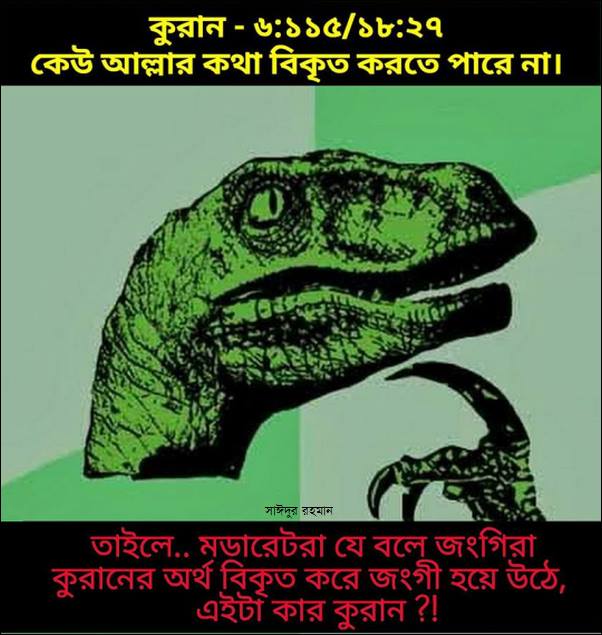 কুরান - ৬:১১৫/১৮:২৭
কেউ আল্লার কথা বিকৃত করতে পারে না।
সাঈদুর রহমান
তাইলে.. মডারেটরা যে বলে জংগিরা
কুরানের অর্থ বিকৃত করে জংগী হয়ে উঠে,
এইটা কার কুরান ?!